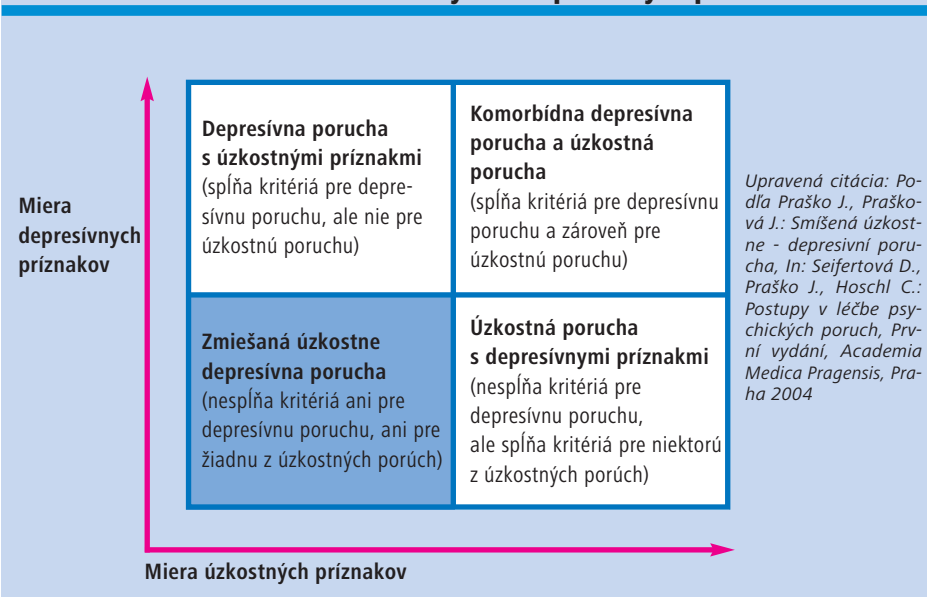 Miera
depresívnych
príznakov
Depresívna porucha
s úzkostnými príznakmi
(spĺňa kritériá pre depre-
sívnu poruchu, ale nie pre
úzkostnú poruchu)
Komorbídna depresívna
porucha a úzkostná
porucha
(spĺňa kritériá pre depresívnu
poruchu a zároveň pre
úzkostnú poruchu)
Zmiešaná úzkostne
depresívna porucha
(nespĺňa kritériá ani pre
depresívnu poruchu, ani pre
žiadnu z úzkostných porúch)
Úzkostná porucha
s depresívnymi príznakmi
(nespĺňa kritériá pre
depresívnu poruchu,
ale spĺňa kritériá pre niektorú
z úzkostných porúch)
Miera úzkostných príznakov
Upravená citácia: Po-
dľa Praško J., Praško-
vá J.: Smíšená úzkost-
ne - depresivní poru-
cha, In: Seifertová D.,
Praško J., Hoschl C.:
Postupy v léčbe psy-
chických poruch, Prv-
ní vydání, Academia
Medica Pragensis, Pra-
ha 2004